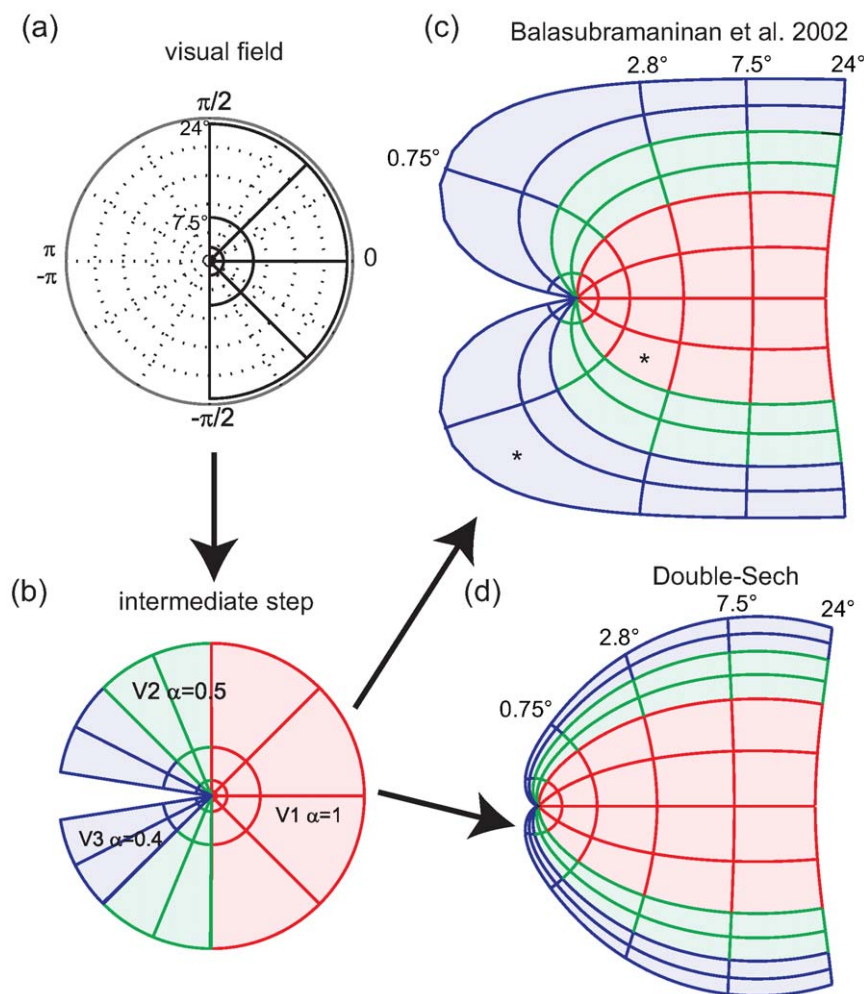 (a)
visual field
π/2
24°
7.5°
π
-π
0
-π/2
(b)
intermediate step
V2 α=0.5
V1 α=1
V3 α=0.4
(c)
Balasubramaninan et al. 2002
2.8° 7.5° 24°
0.75°
*
*
(d)
Double-Sech
7.5° 24°
2.8°
0.75°